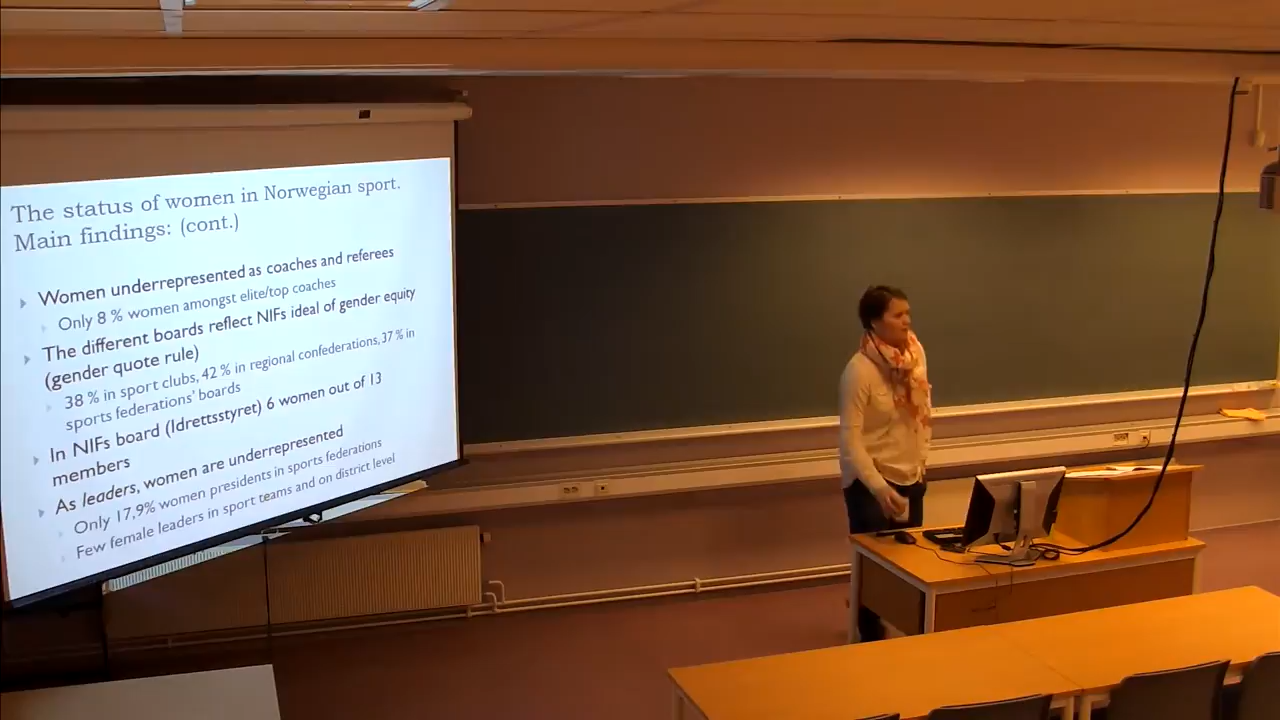 The status of women in Norwegian sport.
Main findings: (cont.)
Women underrepresented as coaches and referees
Only 8 % women amongst elite/top coaches
The different boards reflect NIFs ideal of gender equity
(gender quote rule)
38 % in sport clubs, 42 % in regional confederations, 37 % in
sports federations' boards
In NIFs board (Idrettsstyret) 6 women out of 13
members
As leaders, women are underrepresented
Only 17,9% women presidents in sports federations
Few female leaders in sport teams and on district level